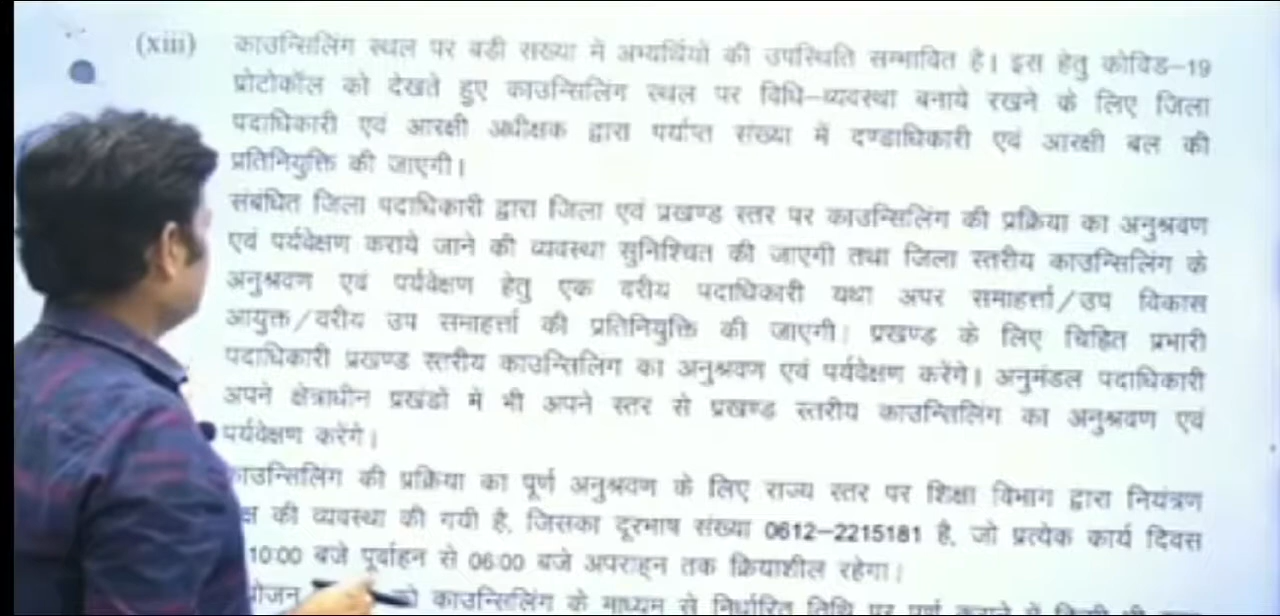 (xiii) काउन्सिलिंग स्थल पर बडी सख्या में अभ्यर्थियों की उपस्थिति सम्भावित है। इस हेतु कोविड–19
प्रोटोकॉल को देखते हुए काउन्सिलिंग स्थल पर विधि–व्यवस्था बनाये रखने के लिए जिला
पदाधिकारी एवं आरक्षी अधीक्षक द्वारा पर्याप्त संख्या में दण्डाधिकारी एवं आरक्षी बल की
प्रतिनियुक्ति की जाएगी।
संबंधित जिला पदाधिकारी द्वारा जिला एवं प्रखण्ड स्तर पर काउन्सिलिंग की प्रक्रिया का अनुश्रवण
एवं पर्यवेक्षण कराये जाने की व्यवस्था सुनिश्चित की जाएगी तथा जिला स्तरीय काउन्सिलिंग के
अनुश्रवण एवं पर्यवेक्षण हेतु एक वरीय पदाधिकारी यथा अपर समाहर्त्ता/उप विकास
आयुक्त/वरीय उप समाहर्त्ता की प्रतिनियुक्ति की जाएगी। प्रखण्ड के लिए चिहित प्रभारी
पदाधिकारी प्रखण्ड स्तरीय काउन्सिलिंग का अनुश्रवण एवं पर्यवेक्षण करेंगे। अनुमंडल पदाधिकारी
अपने क्षेत्राधीन प्रखंडों में भी अपने स्तर से प्रखण्ड स्तरीय काउन्सिलिंग का अनुश्रवण एवं
पर्यवेक्षण करेंगे।
काउन्सिलिंग की प्रक्रिया का पूर्ण अनुश्रवण के लिए राज्य स्तर पर शिक्षा विभाग द्वारा नियंत्रण
की व्यवस्था की गयी है, जिसका दूरभाष संख्या 0612–2215181 है, जो प्रत्येक कार्य दिवस
10:00 बजे पूर्वाहन से 06:00 बजे अपराह्न तक क्रियाशील रहेगा।
काउन्सिलिंग के माध्यम से निर्धारित तिथि पर पूर्ण